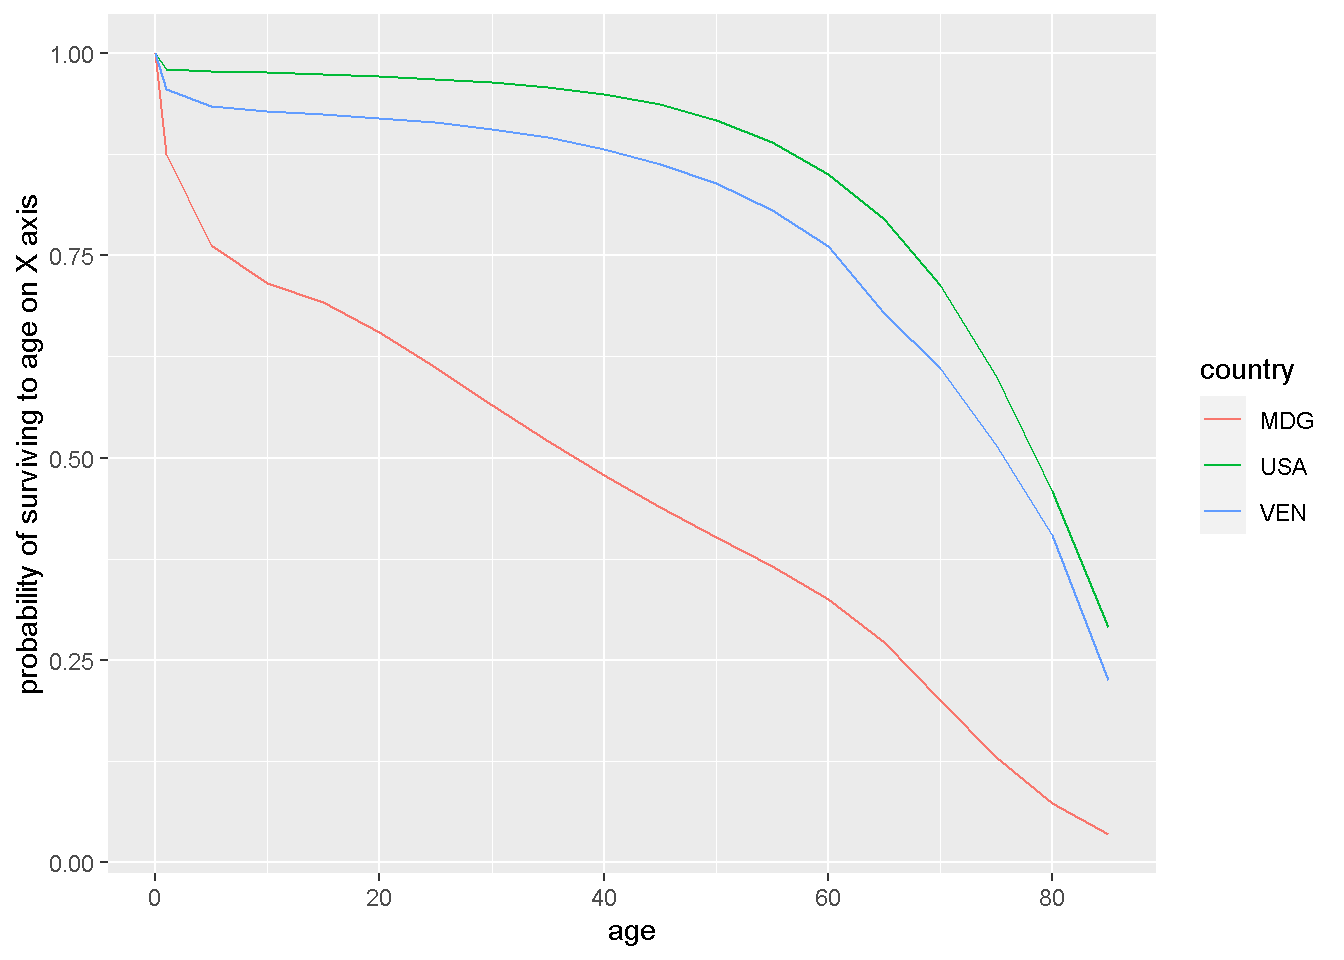 probability of surviving to age on X axis
1.00
0.75
0.50
0.25
0.00
0 20 40 60 80
age
country
MDG
USA
VEN